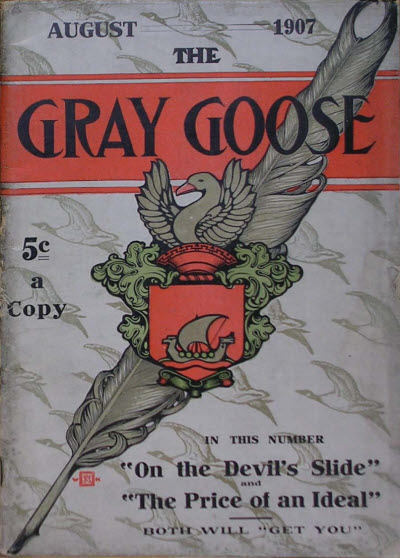 AUGUST 1907
THE
GRAY GOOSE
5c
a
Copy
IN THIS NUMBER
"On the Devil's Slide"
and
"The Price of an Ideal"
BOTH WILL "GET YOU"